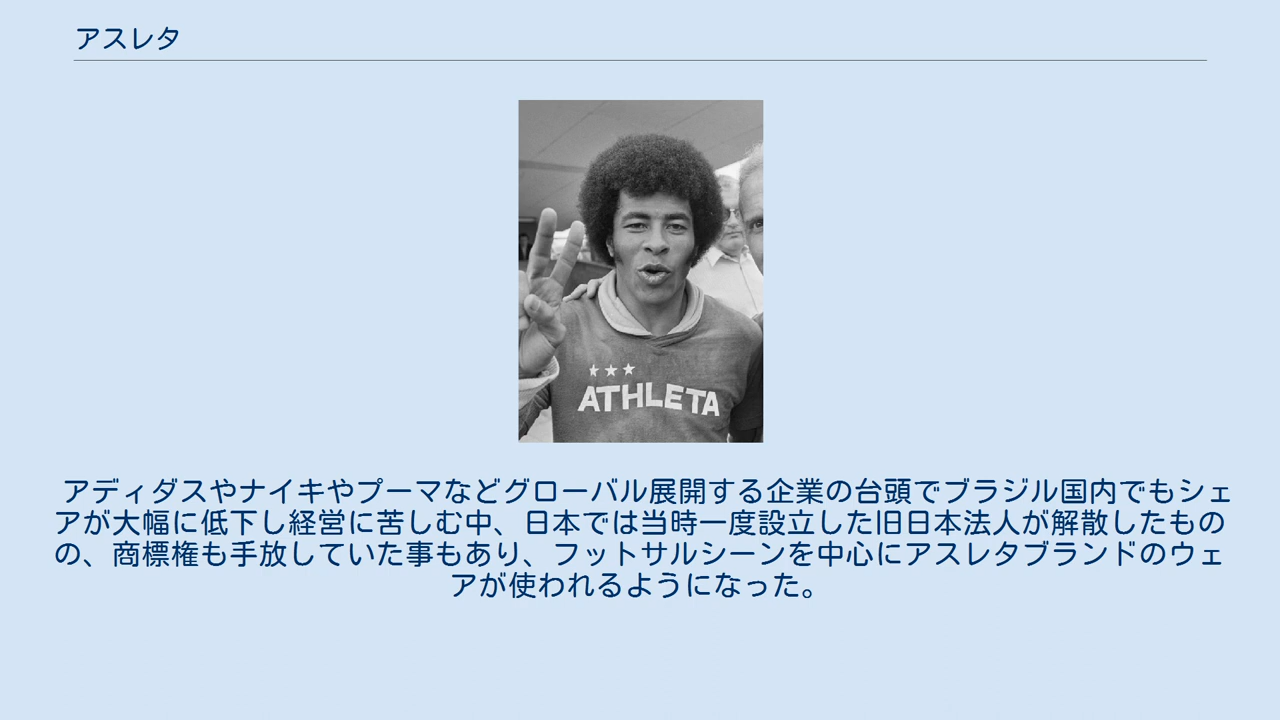 アスレタ
★★★
ATHLETA
アディダスやナイキやプーマなどグローバル展開する企業の台頭でブラジル国内でもシェ
アが大幅に低下し経営に苦しむ中、日本では当時一度設立した旧日本法人が解散したもの
の、商標権も手放していた事もあり、フットサルシーンを中心にアスレタブランドのウェ
アが使われるようになった。